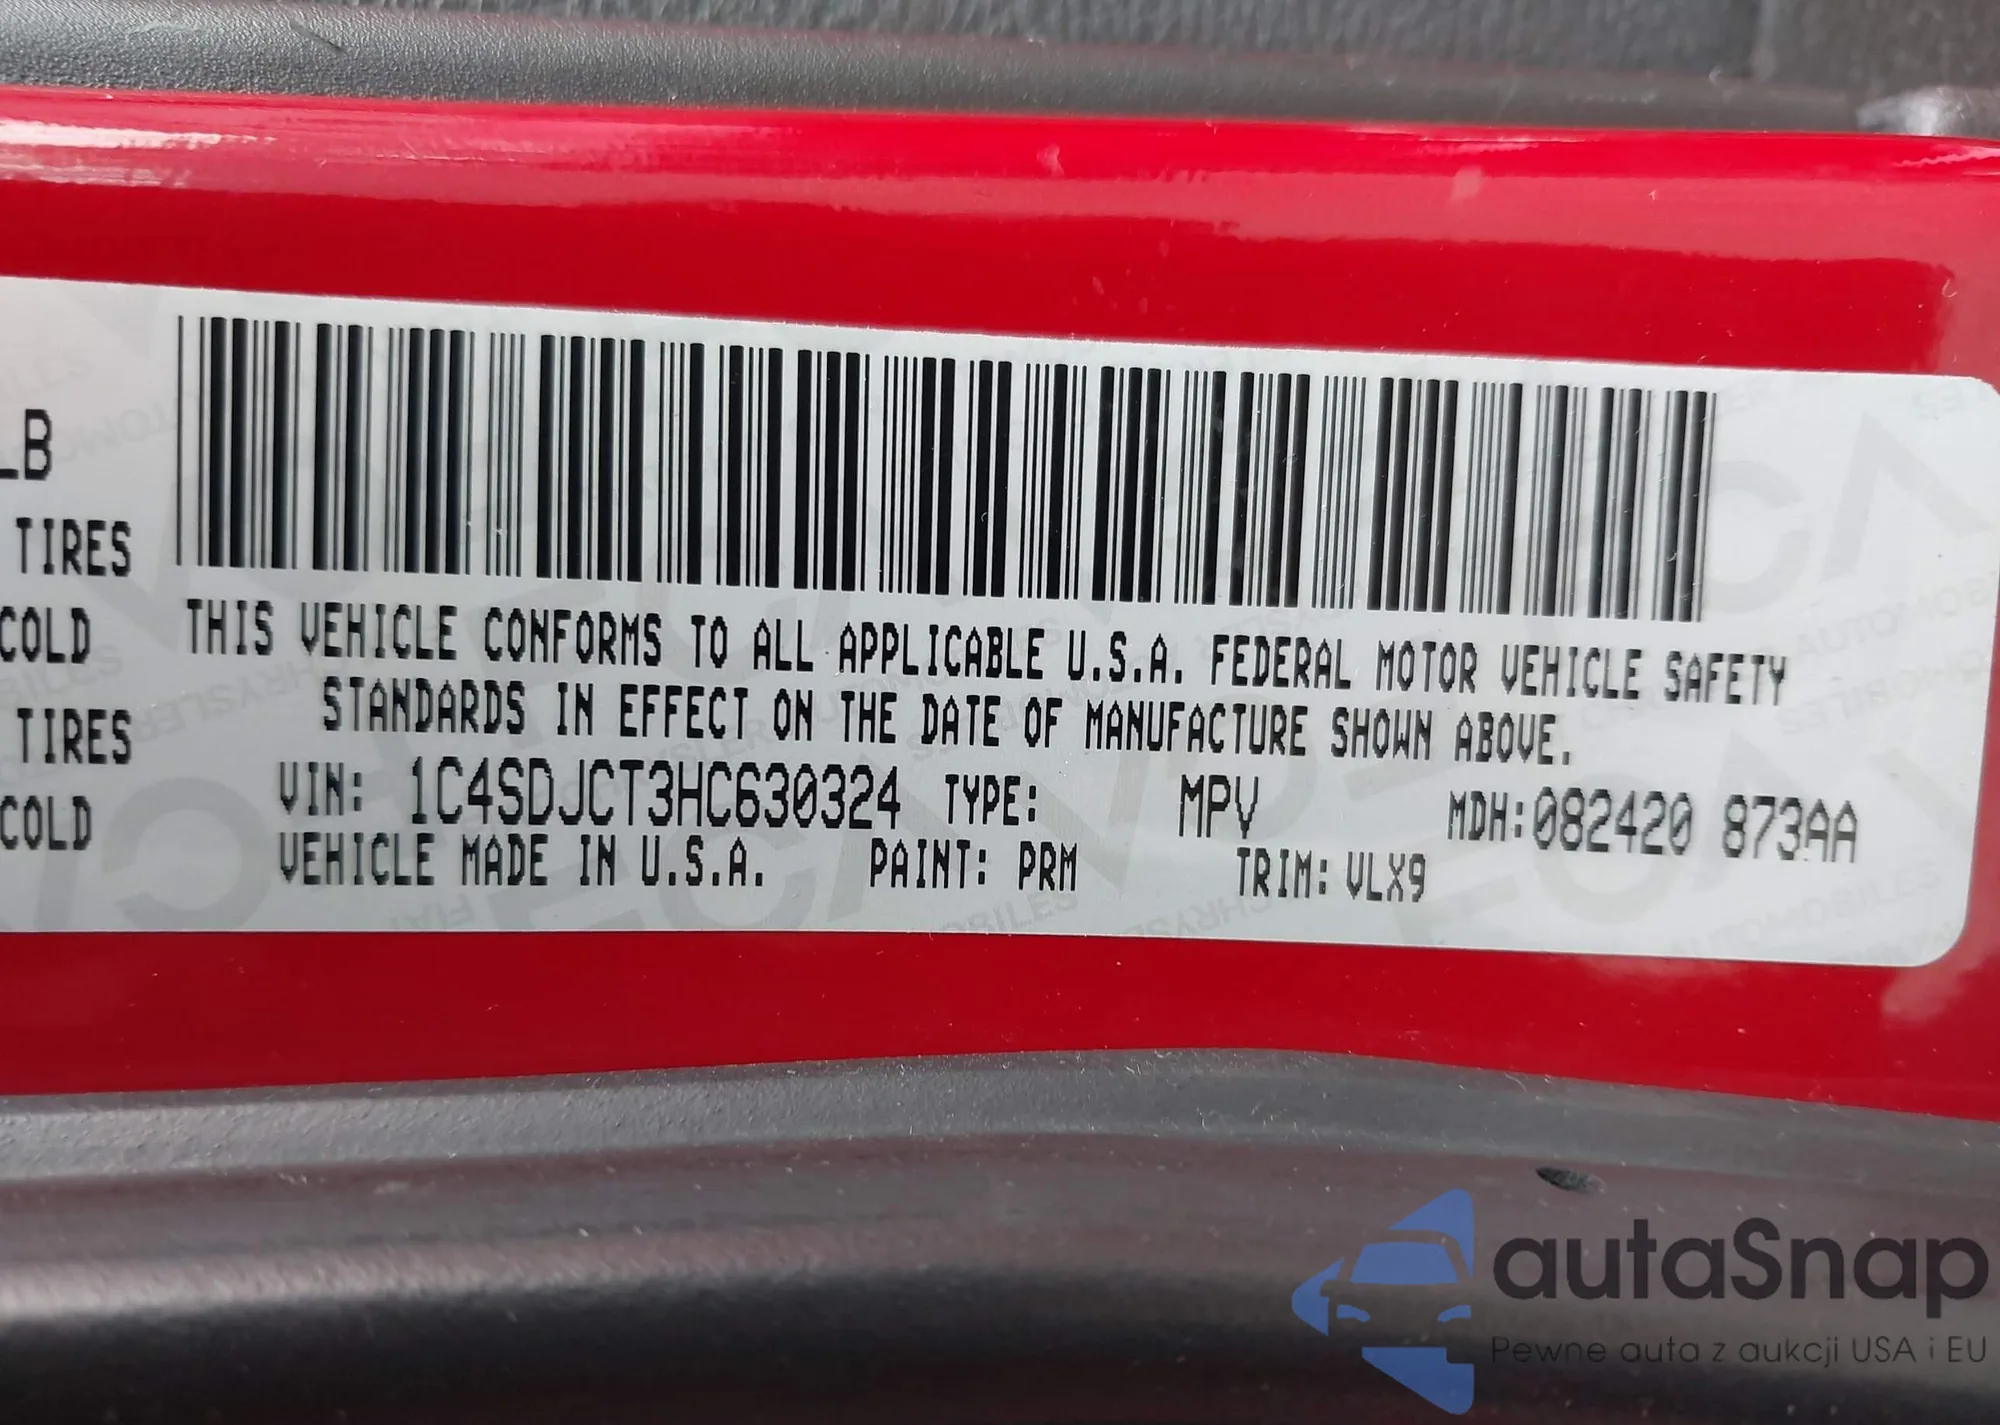 LB
TIRES
COLD
TIRES
COLD
THIS VEHICLE CONFORMS TO ALL APPLICABLE U.S.A. FEDERAL MOTOR VEHICLE SAFETY
STANDARDS IN EFFECT ON THE DATE OF MANUFACTURE SHOWN ABOVE.
VIN: 1C4SDJCT3HC630324 TYPE: MPV MDH:082420 873AA
VEHICLE MADE IN U.S.A. PAINT: PRM TRIM: VLX9
autaSnap
Pewne auta z aukcji USA i EU